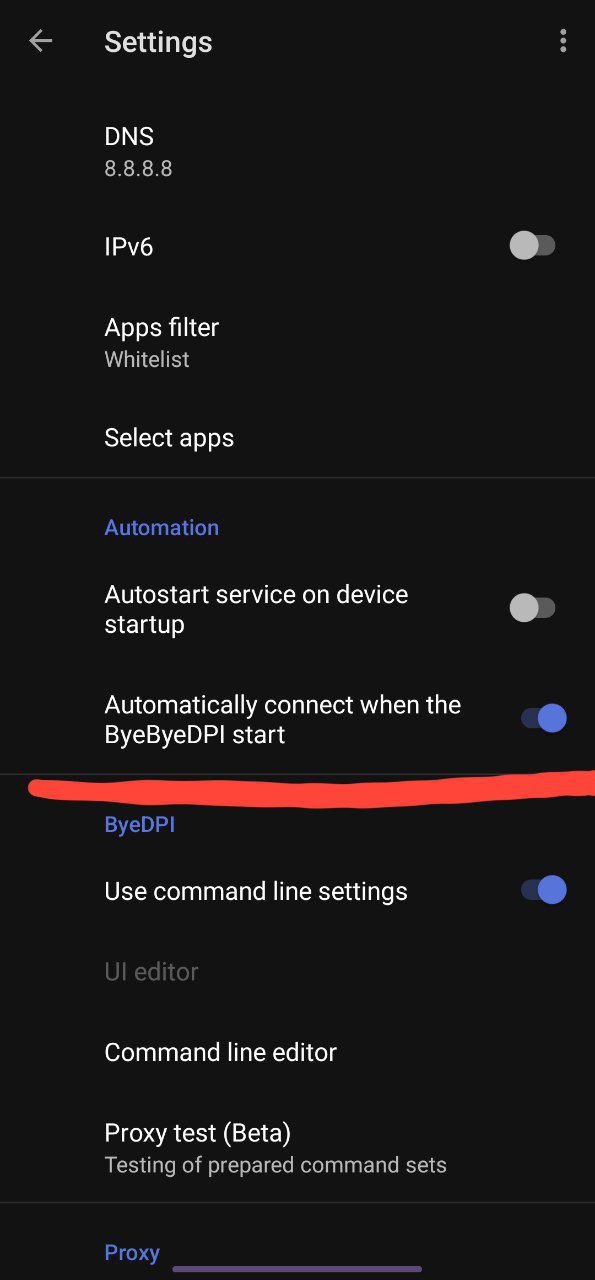 Settings
DNS
8.8.8.8
IPv6
Apps filter
Whitelist
Select apps
Automation
Autostart service on device
startup
Automatically connect when the
ByeByeDPI start
ByeDPI
Use command line settings
UI editor
Command line editor
Proxy test (Beta)
Testing of prepared command sets
Proxy